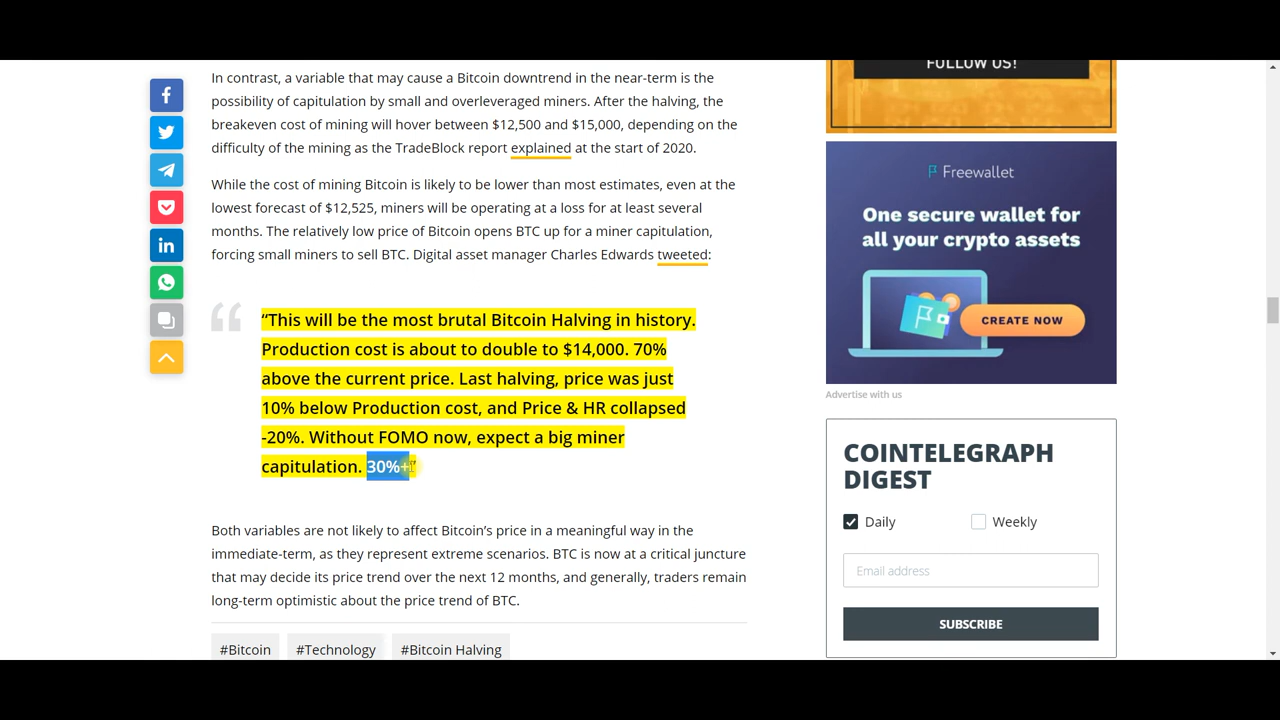 In contrast, a variable that may cause a Bitcoin downtrend in the near-term is the
possibility of capitulation by small and overleveraged miners. After the halving, the
breakeven cost of mining will hover between $12,500 and $15,000, depending on the
difficulty of the mining as the TradeBlock report explained at the start of 2020.
While the cost of mining Bitcoin is likely to be lower than most estimates, even at the
lowest forecast of $12,525, miners will be operating at a loss for at least several
months. The relatively low price of Bitcoin opens BTC up for a miner capitulation,
forcing small miners to sell BTC. Digital asset manager Charles Edwards tweeted:
“This will be the most brutal Bitcoin Halving in history.
Production cost is about to double to $14,000. 70%
above the current price. Last halving, price was just
10% below Production cost, and Price & HR collapsed
-20%. Without FOMO now, expect a big miner
capitulation. 30%+”
Both variables are not likely to affect Bitcoin’s price in a meaningful way in the
immediate-term, as they represent extreme scenarios. BTC is now at a critical juncture
that may decide its price trend over the next 12 months, and generally, traders remain
long-term optimistic about the price trend of BTC.
#Bitcoin #Technology #Bitcoin Halving
FOLLOW US!
Freewallet
One secure wallet for
all your crypto assets
CREATE NOW
Advertise with us
COINTELEGRAPH
DIGEST
Daily Weekly
Email address
SUBSCRIBE